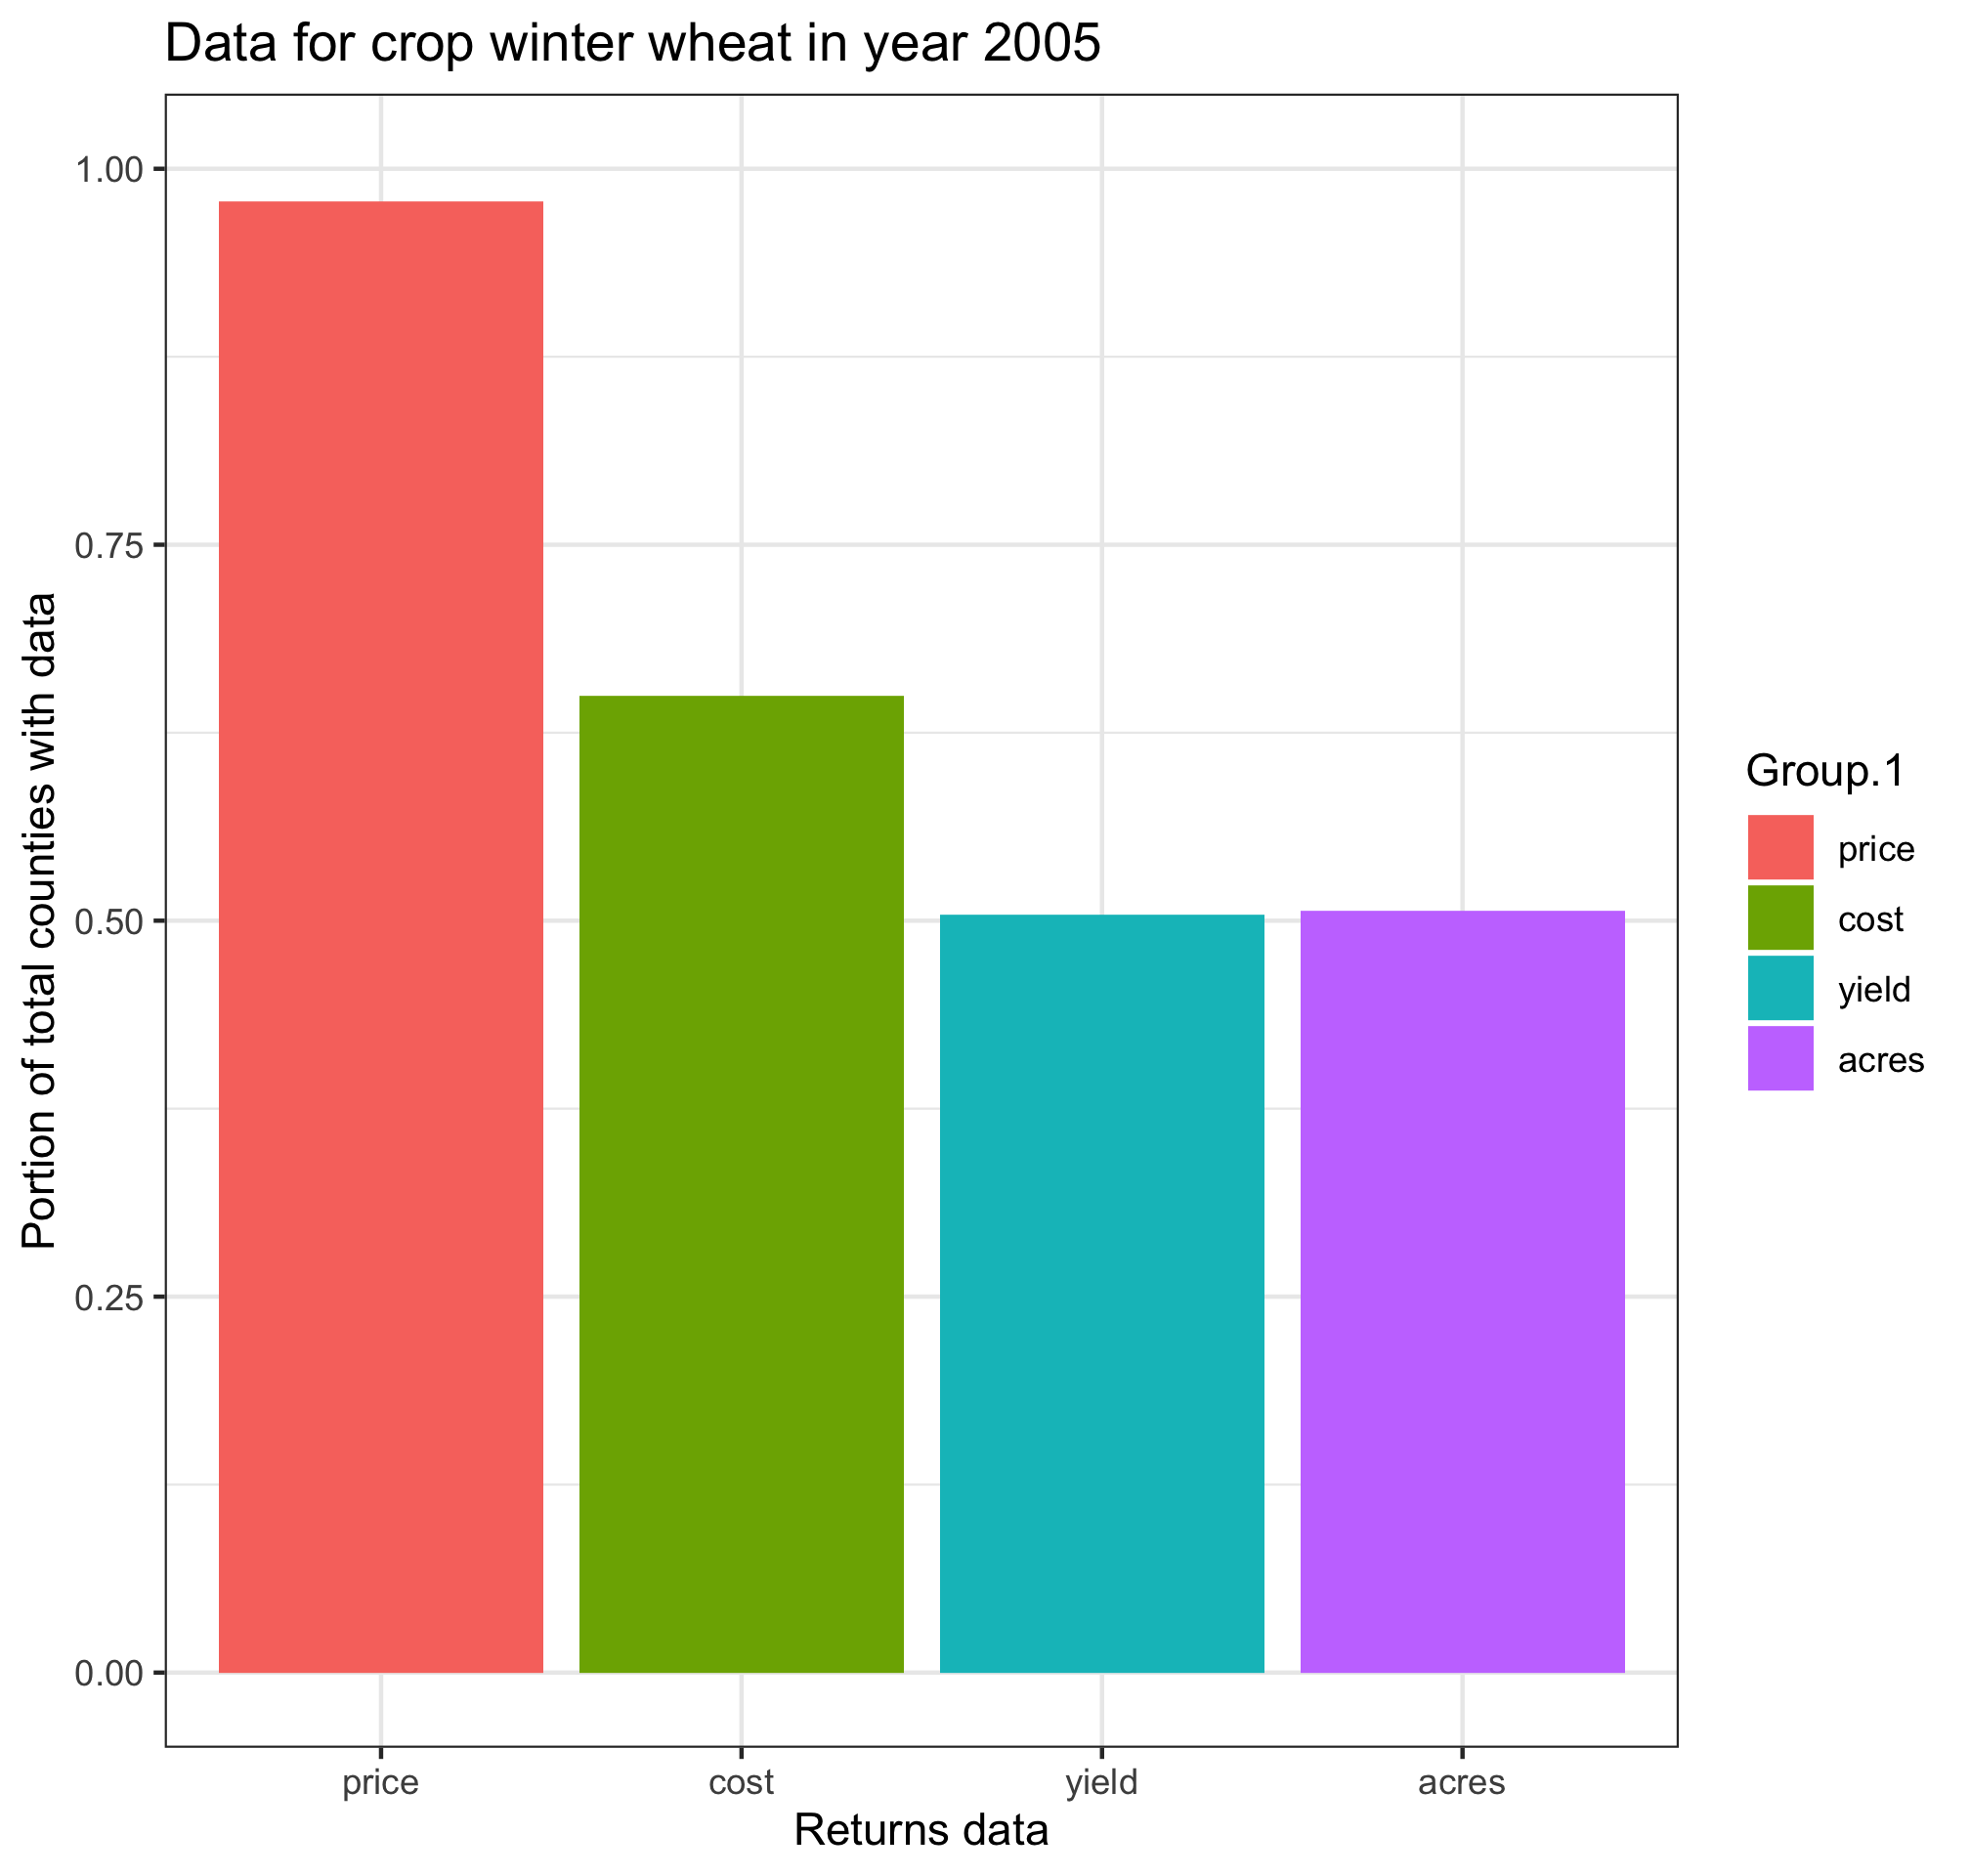 Data for crop winter wheat in year 2005
Portion of total counties with data
1.00
0.75
0.50
0.25
0.00
price
cost
yield
acres
Returns data
Group.1
price
cost
yield
acres